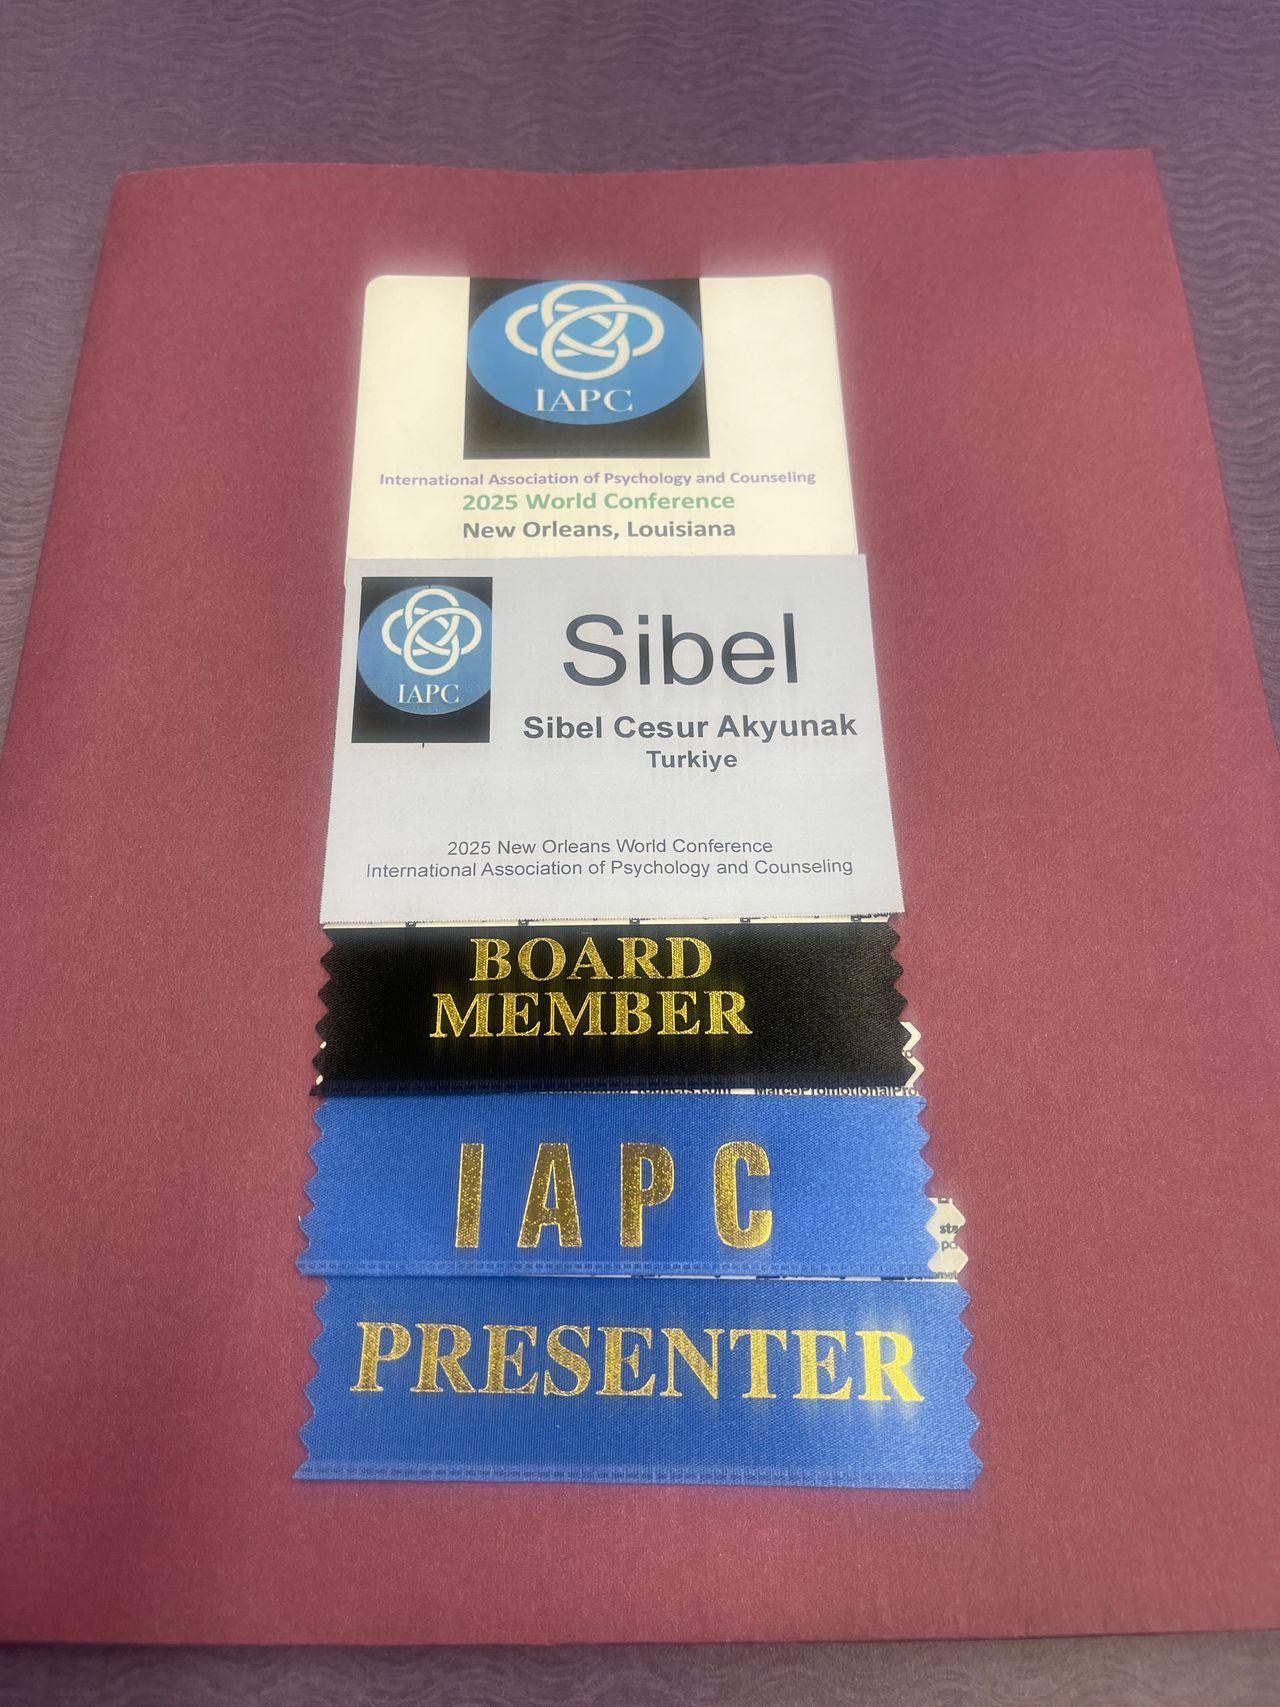 IAPC
International Association of Psychology and Counseling
2025 World Conference
New Orleans, Louisiana
IAPC
Sibel
Sibel Cesur Akyunak
Turkiye
2025 New Orleans World Conference
International Association of Psychology and Counseling
BOARD
MEMBER
MarcoPromotionalPro
IAPC
PRESENTER